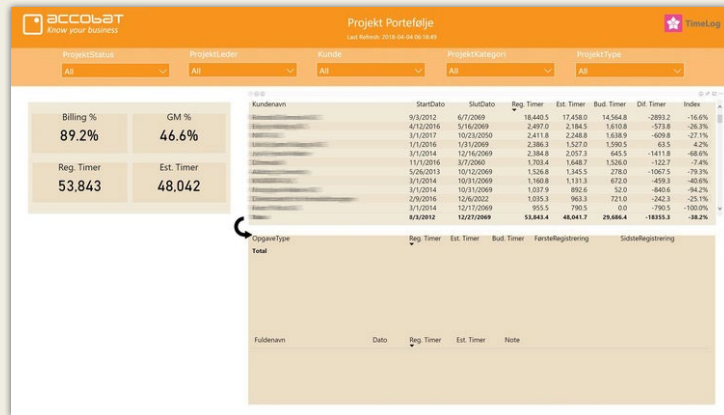 accobat
Know your business
Projekt Portefølje
Last Refresh: 2018-04-04 06:18:49
TimeLog
ProjektStatus ProjektLeder Kunde ProjektKategori ProjektType
All All All All All
Billing % GM %
89.2% 46.6%
Reg. Timer Est. Timer
53,843 48,042
Kundenavn StartDato SlutDato Reg. Timer Est. Timer Bud. Timer Dif. Timer Index
9/3/2012 6/7/2069 18,440.5 17,458.0 14,564.8 -2893.2 -16.6%
4/12/2016 5/16/2069 2,497.0 2,184.5 1,610.8 -573.8 -26.3%
3/1/2017 10/23/2050 2,411.8 2,248.8 1,638.9 -609.8 -27.1%
1/1/2016 1/31/2069 2,386.3 1,527.0 1,590.5 63.5 4.2%
3/1/2014 12/16/2069 2,384.8 2,057.3 645.5 -1411.8 -68.6%
11/1/2016 3/7/2060 1,703.4 1,648.7 1,526.0 -122.7 -7.4%
5/26/2013 10/12/2069 1,526.8 1,345.5 278.0 -1067.5 -79.3%
3/1/2014 10/31/2069 1,160.8 1,131.3 672.0 -459.3 -40.6%
3/1/2014 10/31/2069 1,037.9 892.6 52.0 -840.6 -94.2%
2/9/2016 12/6/2022 1,035.3 963.3 721.0 -242.3 -25.1%
3/1/2014 12/17/2069 955.5 790.5 0.0 -790.5 -100.0%
8/3/2012 12/27/2069 53,843.4 48,041.7 29,686.4 -18355.3 -38.2%
OpgaveType Reg. Timer Est. Timer Bud. Timer FørsteRegistrering SidsteRegistrering
Total
Fuldenavn Dato Reg. Timer Est. Timer Note